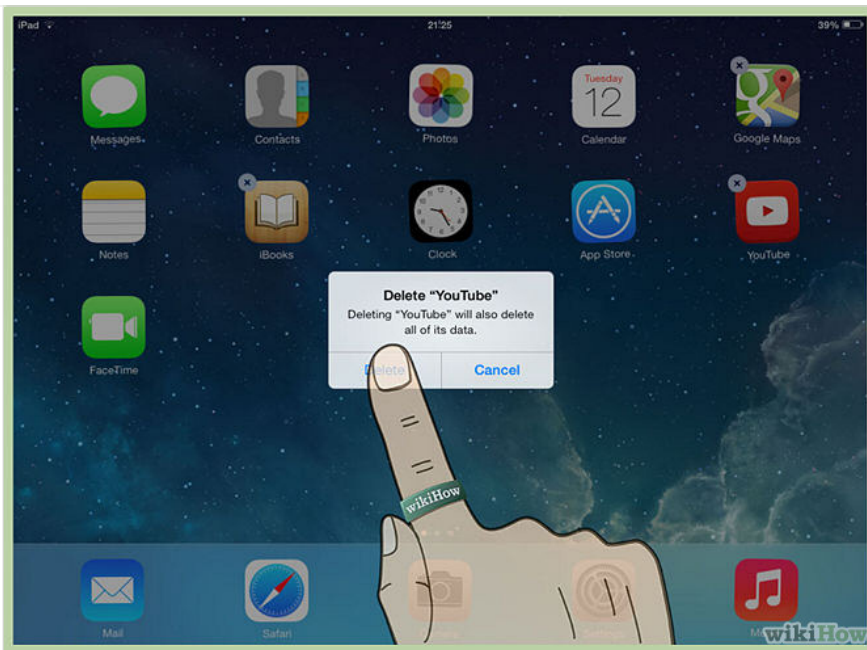 iPad 21:25 39%
Tuesday
12
Messages Contacts Photos Calendar Google Maps
Notes iBooks Clock App Store YouTube
Delete “YouTube”
Deleting “YouTube” will also delete
all of its data.
Delete Cancel
FaceTime
wikiHow
Mail Safari
wikiHow